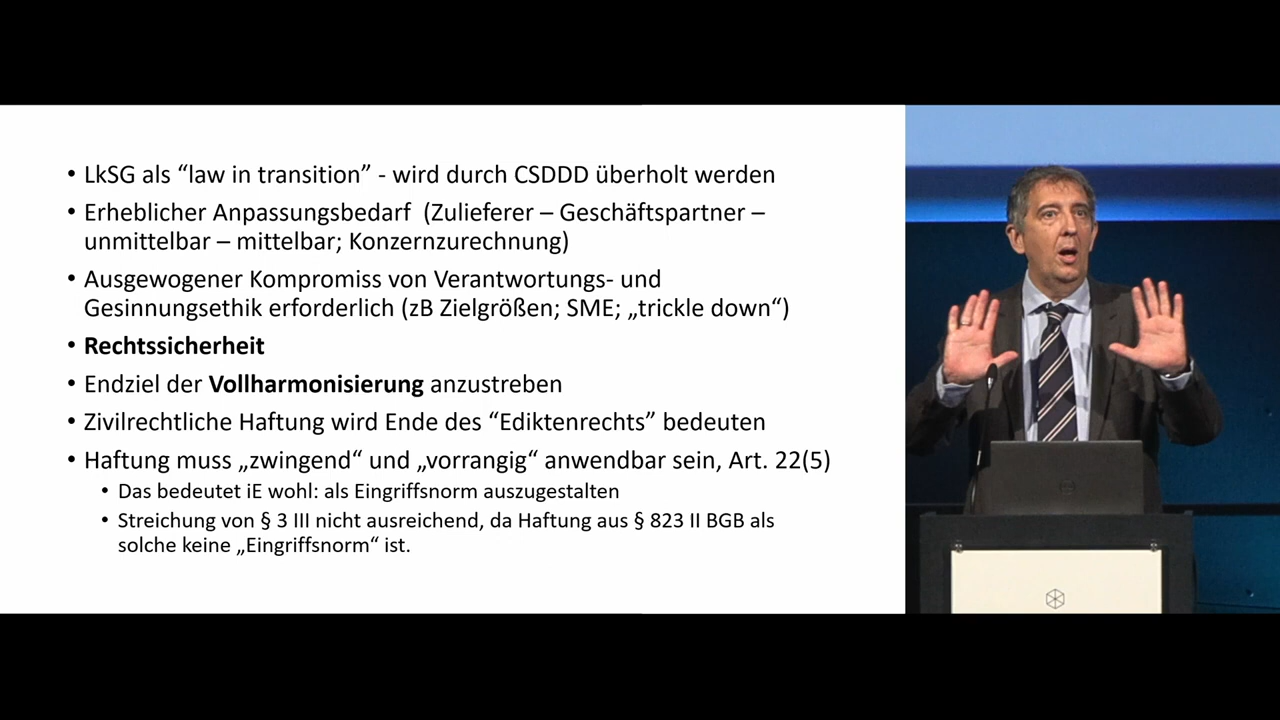 • LkSG als “law in transition” - wird durch CSDDD überholt werden
• Erheblicher Anpassungsbedarf (Zulieferer – Geschäftspartner –
unmittelbar – mittelbar; Konzernzurechnung)
• Ausgewogener Kompromiss von Verantwortungs- und
Gesinnungsethik erforderlich (zB Zielgrößen; SME; „trickle down“)
• Rechtssicherheit
• Endziel der Vollharmonisierung anzustreben
• Zivilrechtliche Haftung wird Ende des “Ediktenrechts” bedeuten
• Haftung muss „zwingend“ und „vorrangig“ anwendbar sein, Art. 22(5)
• Das bedeutet iE wohl: als Eingriffsnorm auszugestalten
• Streichung von § 3 III nicht ausreichend, da Haftung aus § 823 II BGB als
solche keine „Eingriffsnorm“ ist.